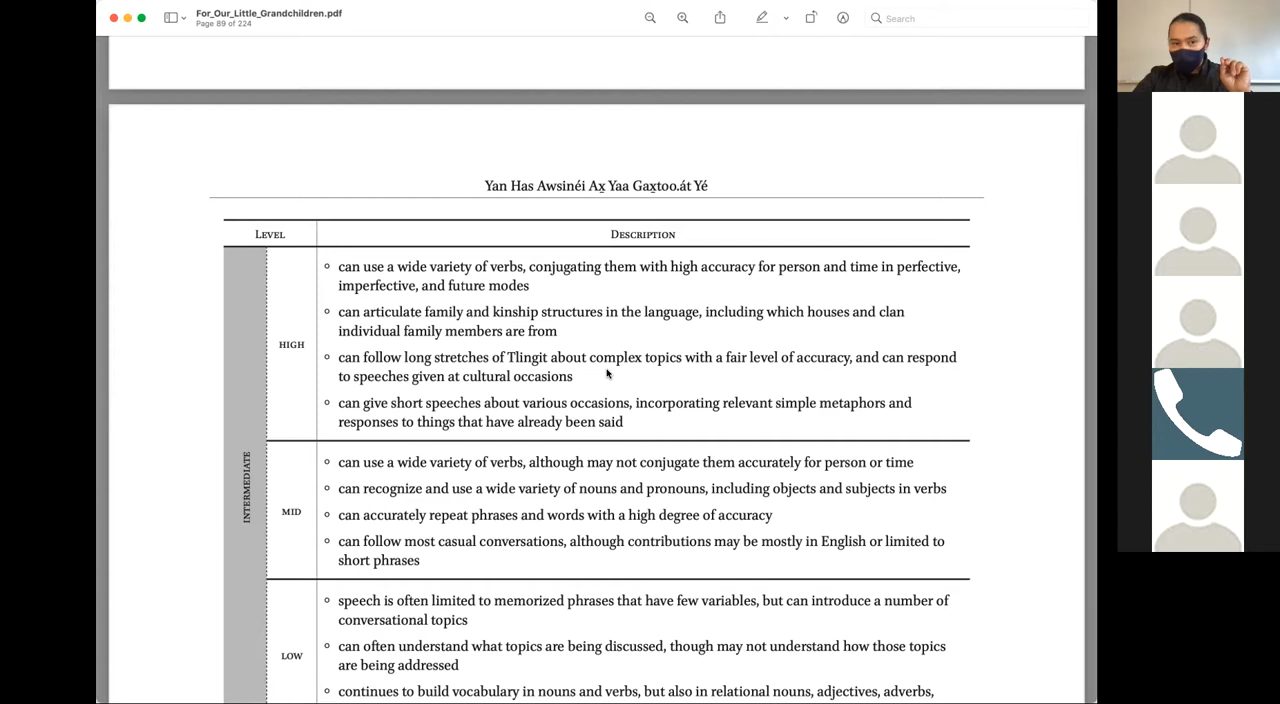 For_Our_Little_Grandchildren.pdf
Page 89 of 224
Search
Yan Has Awsinéi Ax̱ Yaa Gax̱too.át Yé
LEVEL
DESCRIPTION
INTERMEDIATE
HIGH
can use a wide variety of verbs, conjugating them with high accuracy for person and time in perfective,
imperfective, and future modes
can articulate family and kinship structures in the language, including which houses and clan
individual family members are from
can follow long stretches of Tlingit about complex topics with a fair level of accuracy, and can respond
to speeches given at cultural occasions
can give short speeches about various occasions, incorporating relevant simple metaphors and
responses to things that have already been said
MID
can use a wide variety of verbs, although may not conjugate them accurately for person or time
can recognize and use a wide variety of nouns and pronouns, including objects and subjects in verbs
can accurately repeat phrases and words with a high degree of accuracy
can follow most casual conversations, although contributions may be mostly in English or limited to
short phrases
LOW
speech is often limited to memorized phrases that have few variables, but can introduce a number of
conversational topics
can often understand what topics are being discussed, though may not understand how those topics
are being addressed
continues to build vocabulary in nouns and verbs, but also in relational nouns, adjectives, adverbs,